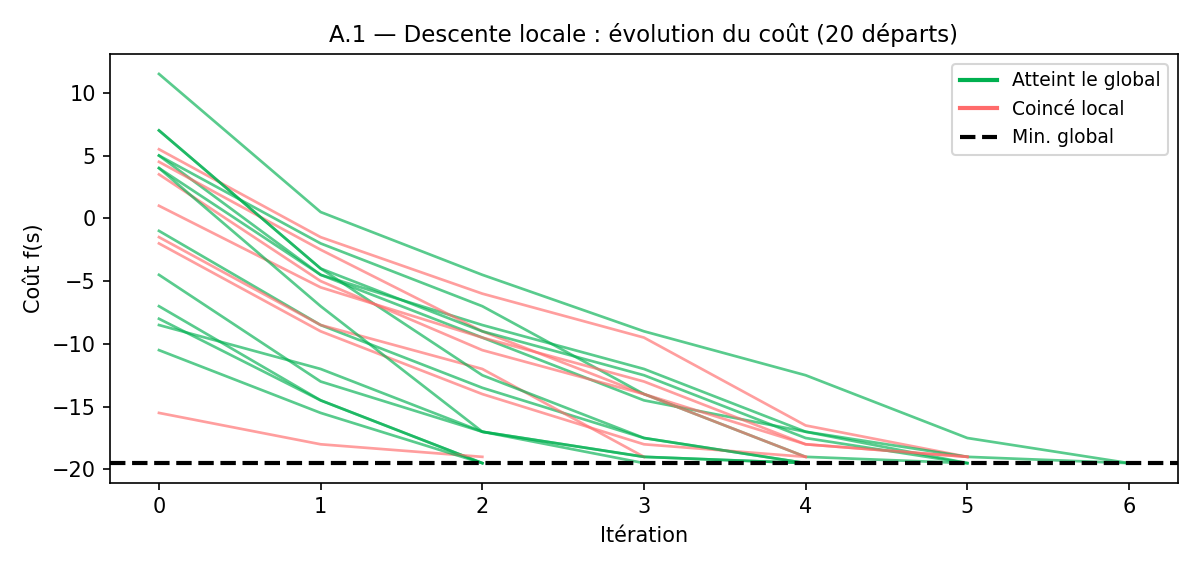 A.1 — Descente locale : évolution du coût (20 départs)
Atteint le global
Coincé local
Min. global
Coût f(s)
10
5
0
−5
−10
−15
−20
0 1 2 3 4 5 6
Itération